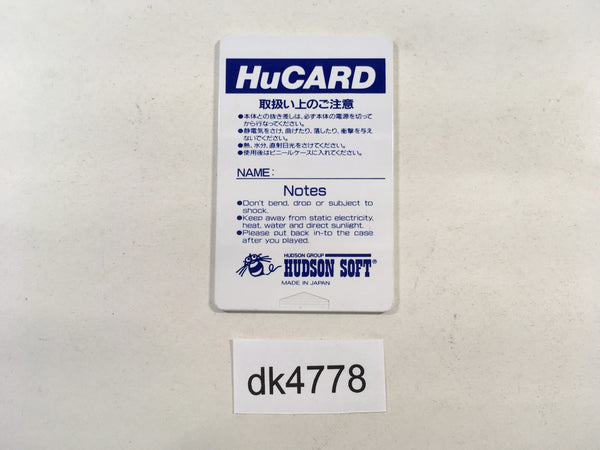 HuCARD
取扱い上のご注意
●本体との抜き差しは、必ず本体の電源を切って
から行なってください。
●静電気をさけ、曲げたり、落したり、衝撃を与え
ないでください。
●熱、水分、直射日光をさけてください。
●使用後はビニールケースに入れてください。
NAME:
Notes
●Don't bend, drop or subject to
shock.
●Keep away from static electricity,
heat, water and direct sunlight.
●Please put back in-to the case
after you played.
HUDSON GROUP
HUDSON SOFT®
MADE IN JAPAN
dk4778